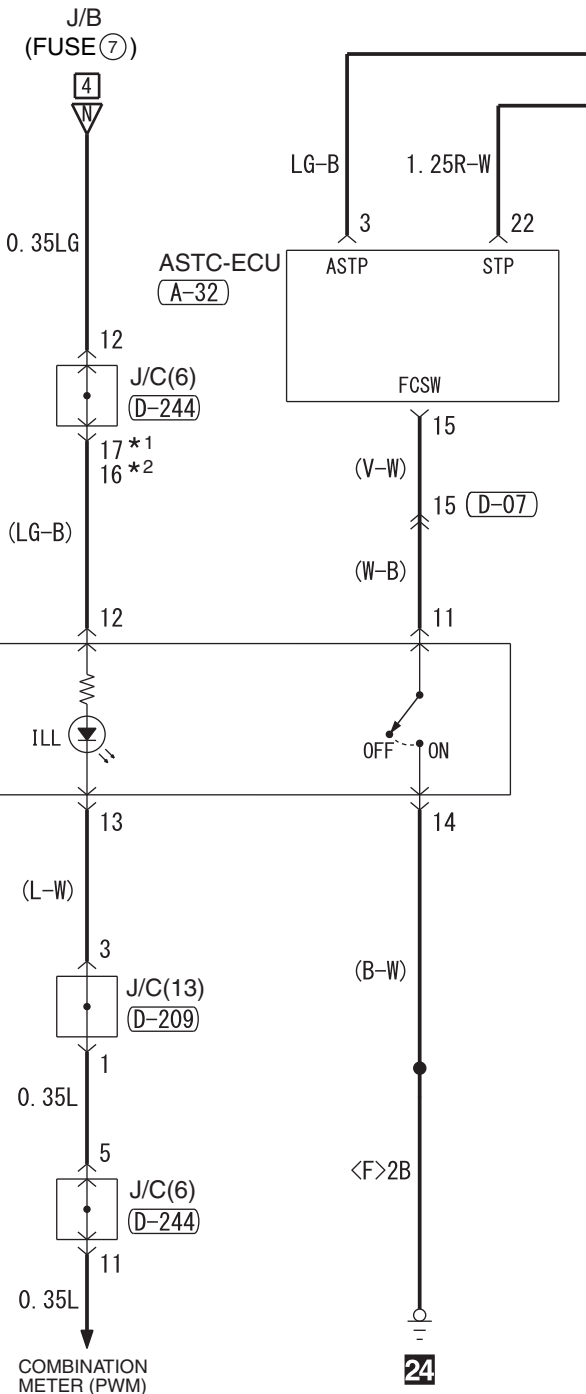 J/B
(FUSE 7)
4
N
LG-B
1.25R-W
0.35LG
3
22
ASTC-ECU
A-32
ASTP
STP
FCSW
12
J/C(6)
D-244
17 *1
16 *2
15
(V-W)
15
D-07
(LG-B)
(W-B)
12
11
ILL
OFF
ON
13
14
(L-W)
3
J/C(13)
D-209
(B-W)
1
0.35L
5
<F>2B
J/C(6)
D-244
11
0.35L
COMBINATION
METER (PWM)
24